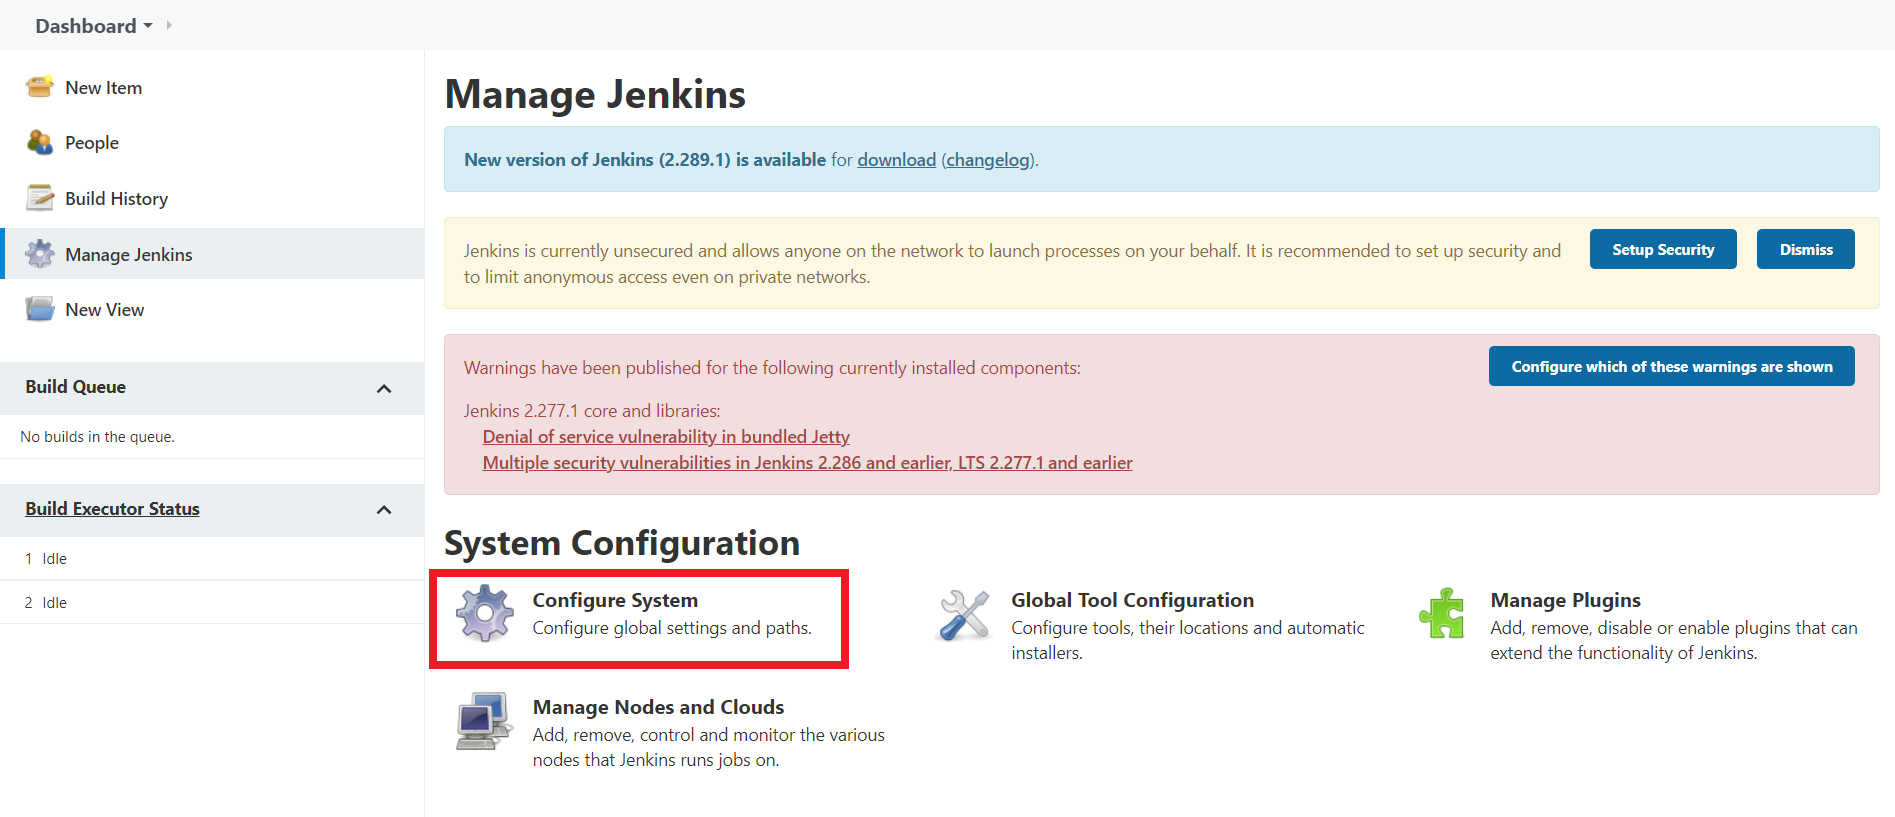 Dashboard
New Item
People
Build History
Manage Jenkins
New View
Build Queue
No builds in the queue.
Build Executor Status
1 Idle
2 Idle
Manage Jenkins
New version of Jenkins (2.289.1) is available for download (changelog).
Jenkins is currently unsecured and allows anyone on the network to launch processes on your behalf. It is recommended to set up security and
to limit anonymous access even on private networks.
Setup Security
Dismiss
Warnings have been published for the following currently installed components:
Configure which of these warnings are shown
Jenkins 2.277.1 core and libraries:
Denial of service vulnerability in bundled Jetty
Multiple security vulnerabilities in Jenkins 2.286 and earlier, LTS 2.277.1 and earlier
System Configuration
Configure System
Configure global settings and paths.
Global Tool Configuration
Configure tools, their locations and automatic
installers.
Manage Plugins
Add, remove, disable or enable plugins that can
extend the functionality of Jenkins.
Manage Nodes and Clouds
Add, remove, control and monitor the various
nodes that Jenkins runs jobs on.